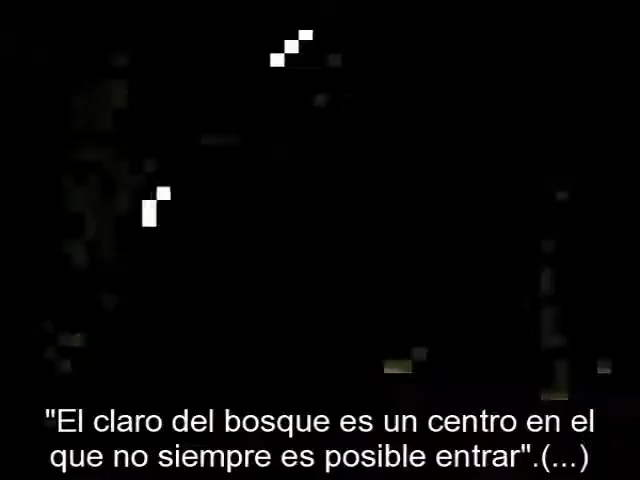 "El claro del bosque es un centro en el
que no siempre es posible entrar".(...)